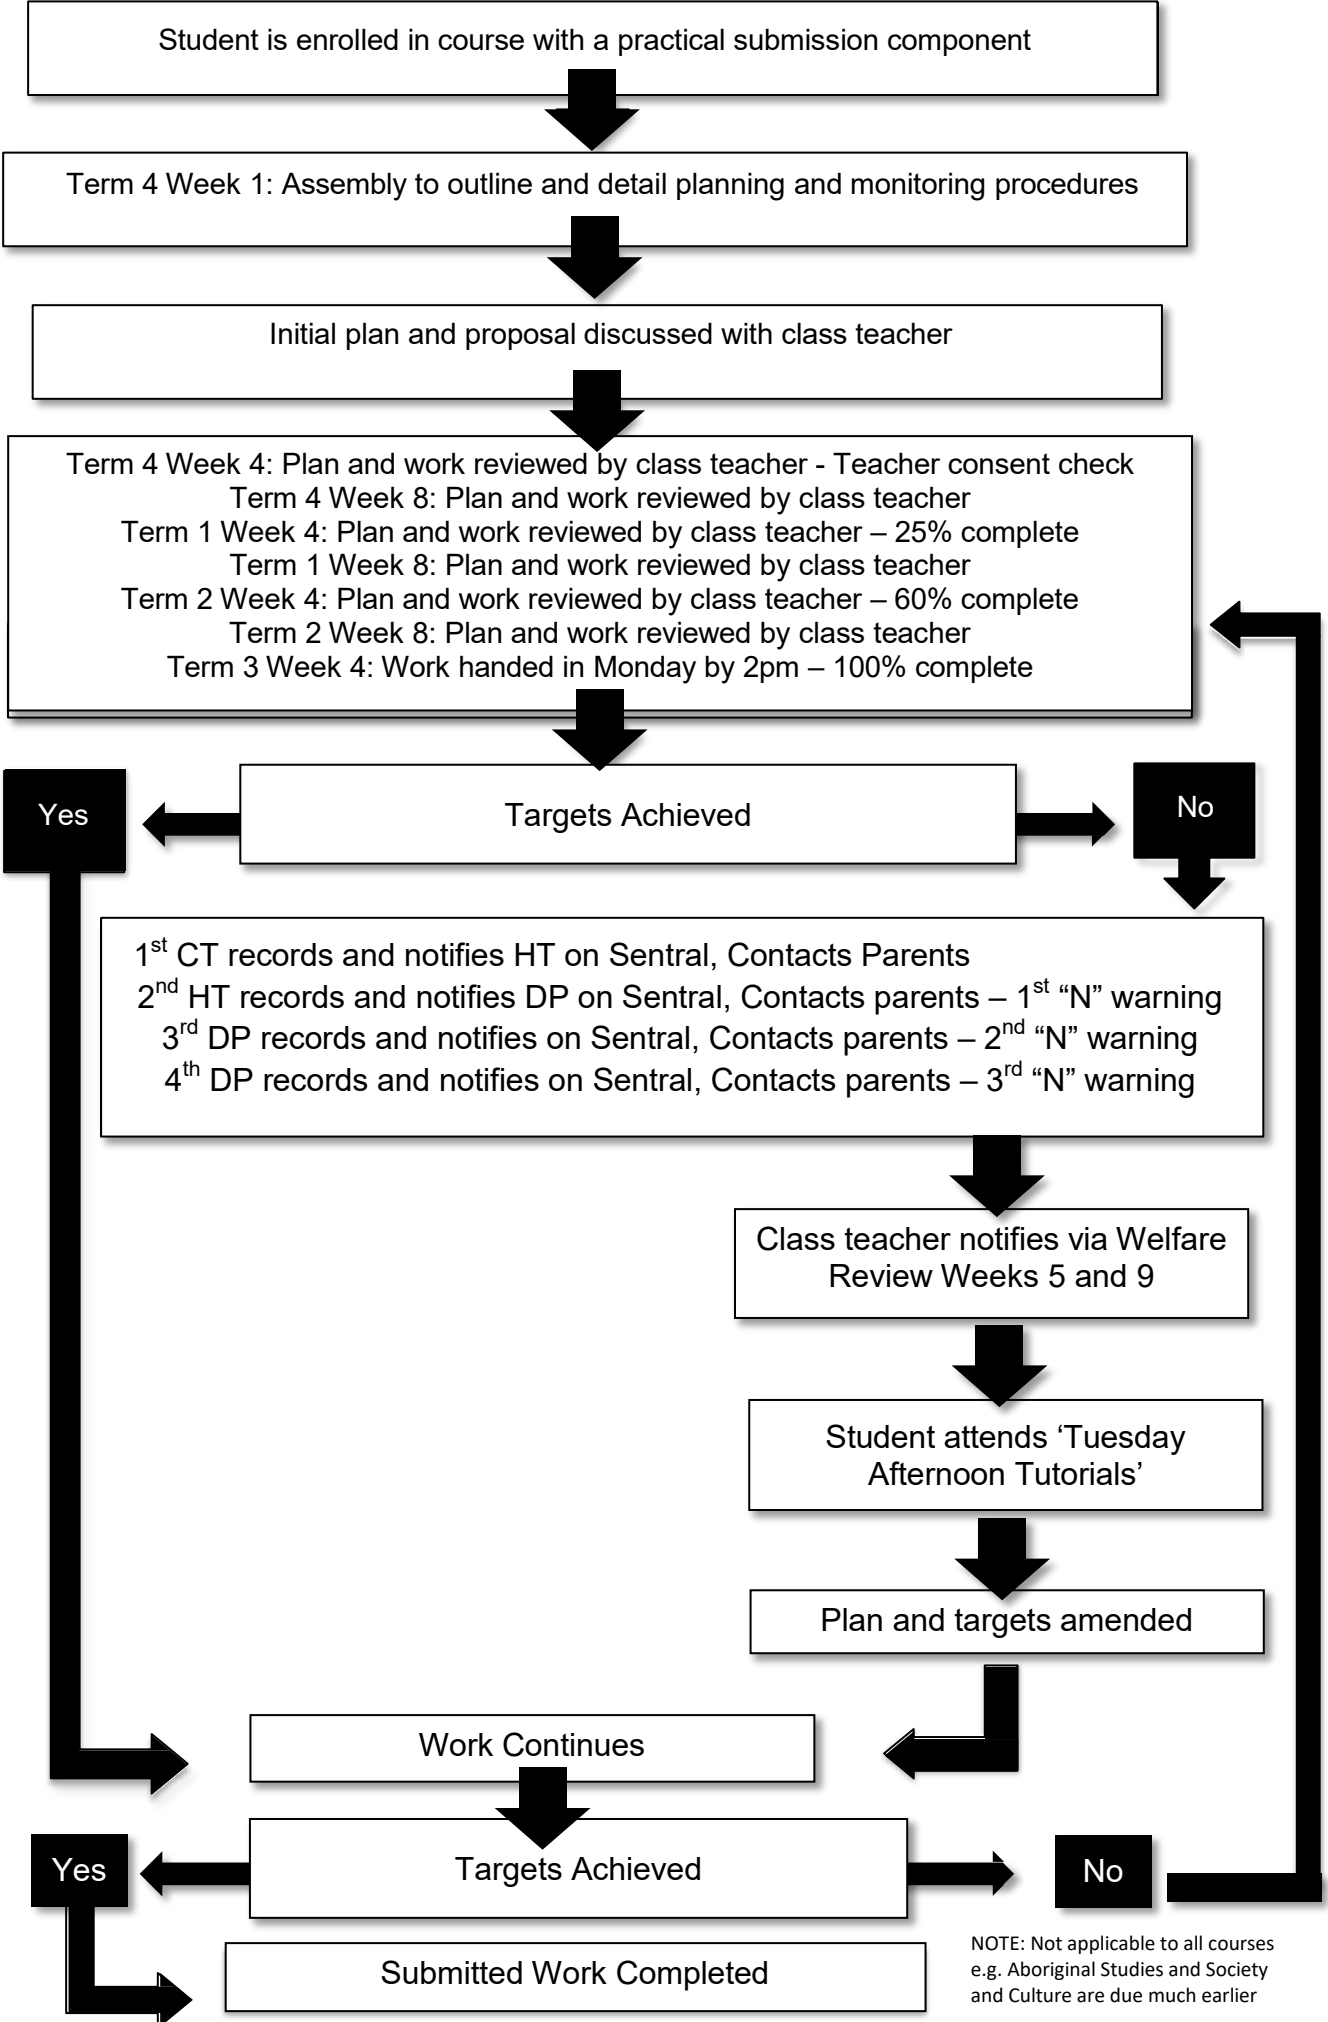 Student is enrolled in course with a practical submission component
Term 4 Week 1: Assembly to outline and detail planning and monitoring procedures
Initial plan and proposal discussed with class teacher
Term 4 Week 4: Plan and work reviewed by class teacher - Teacher consent check
Term 4 Week 8: Plan and work reviewed by class teacher
Term 1 Week 4: Plan and work reviewed by class teacher – 25% complete
Term 1 Week 8: Plan and work reviewed by class teacher
Term 2 Week 4: Plan and work reviewed by class teacher – 60% complete
Term 2 Week 8: Plan and work reviewed by class teacher
Term 3 Week 4: Work handed in Monday by 2pm – 100% complete
Yes
Targets Achieved
No
1st CT records and notifies HT on Sentral, Contacts Parents
2nd HT records and notifies DP on Sentral, Contacts parents – 1st “N” warning
3rd DP records and notifies on Sentral, Contacts parents – 2nd “N” warning
4th DP records and notifies on Sentral, Contacts parents – 3rd “N” warning
Class teacher notifies via Welfare
Review Weeks 5 and 9
Student attends ‘Tuesday
Afternoon Tutorials’
Plan and targets amended
Work Continues
Yes
Targets Achieved
No
Submitted Work Completed
NOTE: Not applicable to all courses
e.g. Aboriginal Studies and Society
and Culture are due much earlier